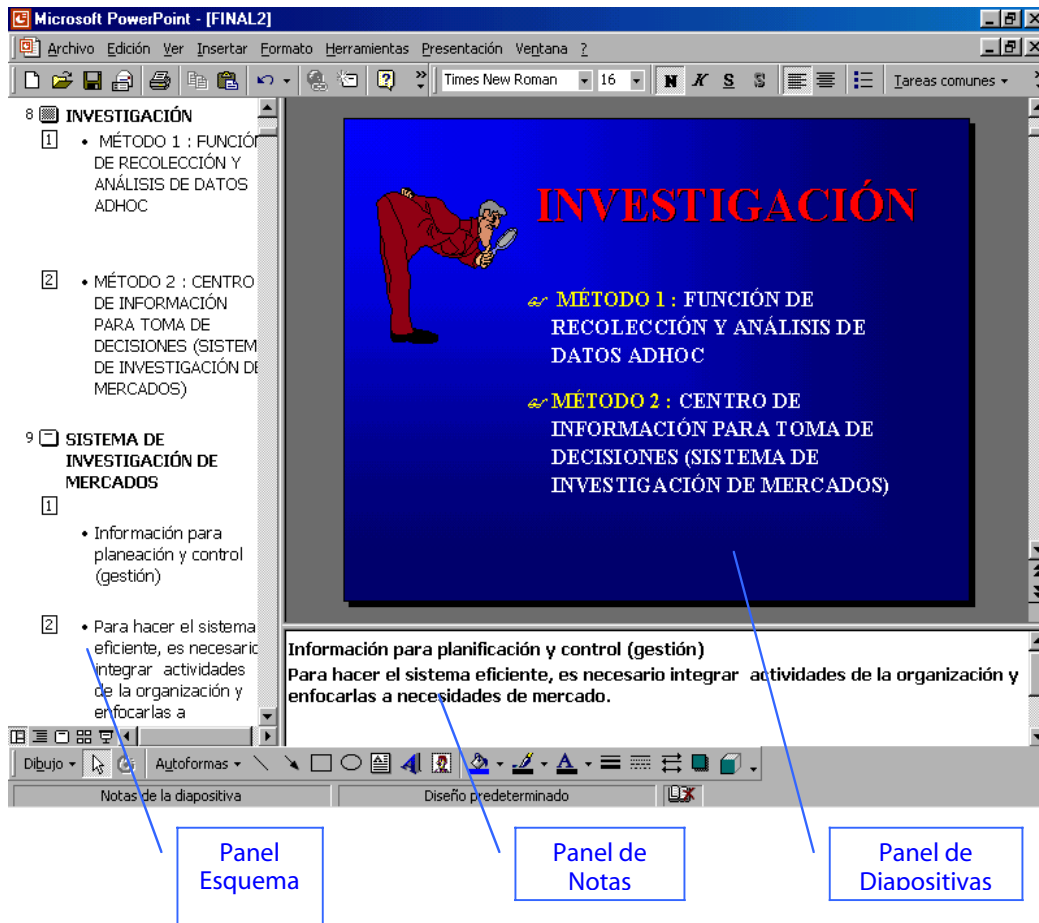 Microsoft PowerPoint - [FINAL2]
Archivo Edición Ver Insertar Formato Herramientas Presentación Ventana ?
Times New Roman 16 N K S S Tareas comunes
8 INVESTIGACIÓN
1 • MÉTODO 1 : FUNCIÓN
DE RECOLECCIÓN Y
ANÁLISIS DE DATOS
ADHOC
2 • MÉTODO 2 : CENTRO
DE INFORMACIÓN
PARA TOMA DE
DECISIONES (SISTEM
DE INVESTIGACIÓN DE
MERCADOS)
9 SISTEMA DE
INVESTIGACIÓN DE
MERCADOS
1
• Información para
planeación y control
(gestión)
2 • Para hacer el sistema
eficiente, es necesario
integrar actividades
de la organización y
enfocarlas a
INVESTIGACIÓN
MÉTODO 1 : FUNCIÓN DE
RECOLECCIÓN Y ANÁLISIS DE
DATOS ADHOC
MÉTODO 2 : CENTRO DE
INFORMACIÓN PARA TOMA DE
DECISIONES (SISTEMA DE
INVESTIGACIÓN DE MERCADOS)
Información para planificación y control (gestión)
Para hacer el sistema eficiente, es necesario integrar actividades de la organización y
enfocarlas a necesidades de mercado.
Dibujo Autoformas
Notas de la diapositiva Diseño predeterminado
Panel
Esquema
Panel de
Notas
Panel de
Diapositivas